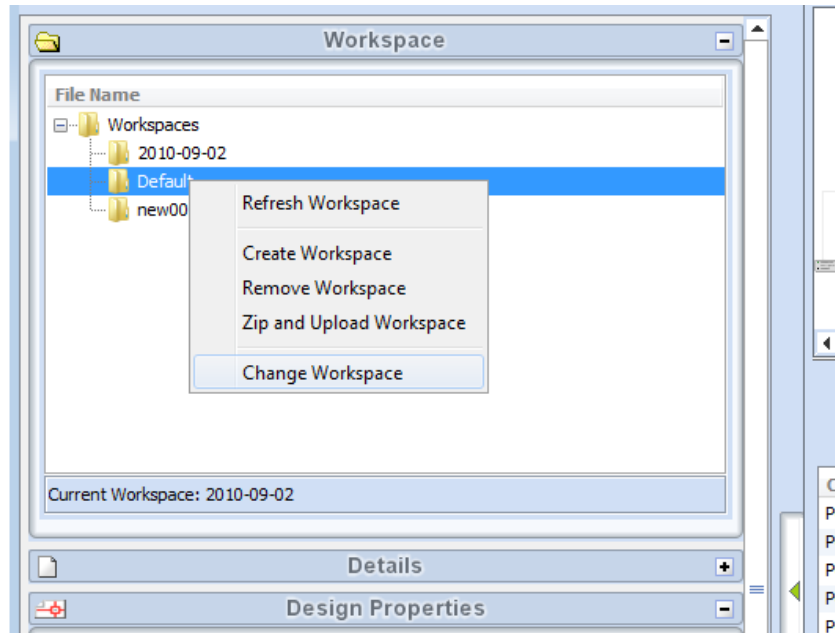 Workspace
File Name
Workspaces
2010-09-02
Default
new00
Refresh Workspace
Create Workspace
Remove Workspace
Zip and Upload Workspace
Change Workspace
Current Workspace: 2010-09-02
Details
Design Properties
P
P
P
P
P